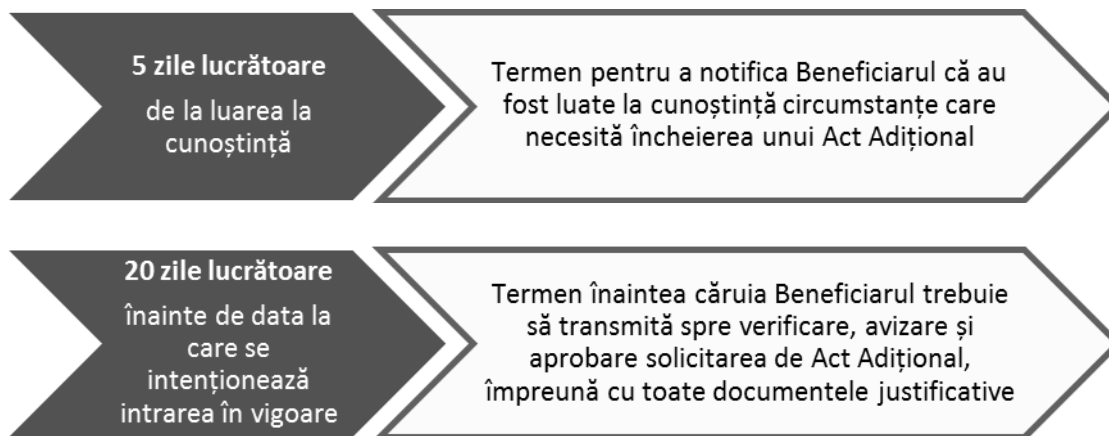 5 zile lucrătoare
de la luarea la
cunoștință
Termen pentru a notifica Beneficiarul că au
fost luate la cunoștință circumstanțe care
necesită încheierea unui Act Adițional
20 zile lucrătoare
înainte de data la
care se
intenționează
intrarea în vigoare
Termen înaintea căruia Beneficiarul trebuie
să transmită spre verificare, avizare și
aprobare solicitarea de Act Adițional,
împreună cu toate documentele justificative